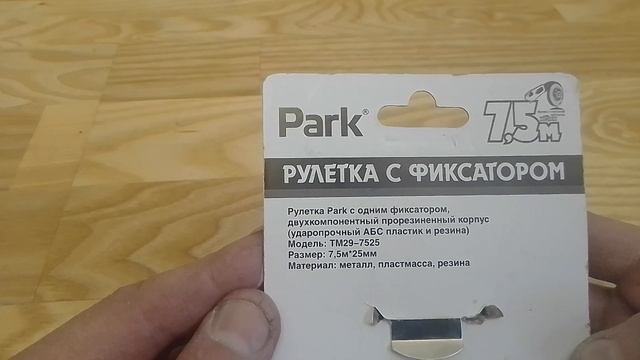 Park®
7,5м
РУЛЕТКА С ФИКСАТОРОМ
Рулетка Park с одним фиксатором,
двухкомпонентный прорезиненный корпус
(ударопрочный АБС пластик и резина)
Модель: TM29-7525
Размер: 7,5м*25мм
Материал: металл, пластмасса, резина